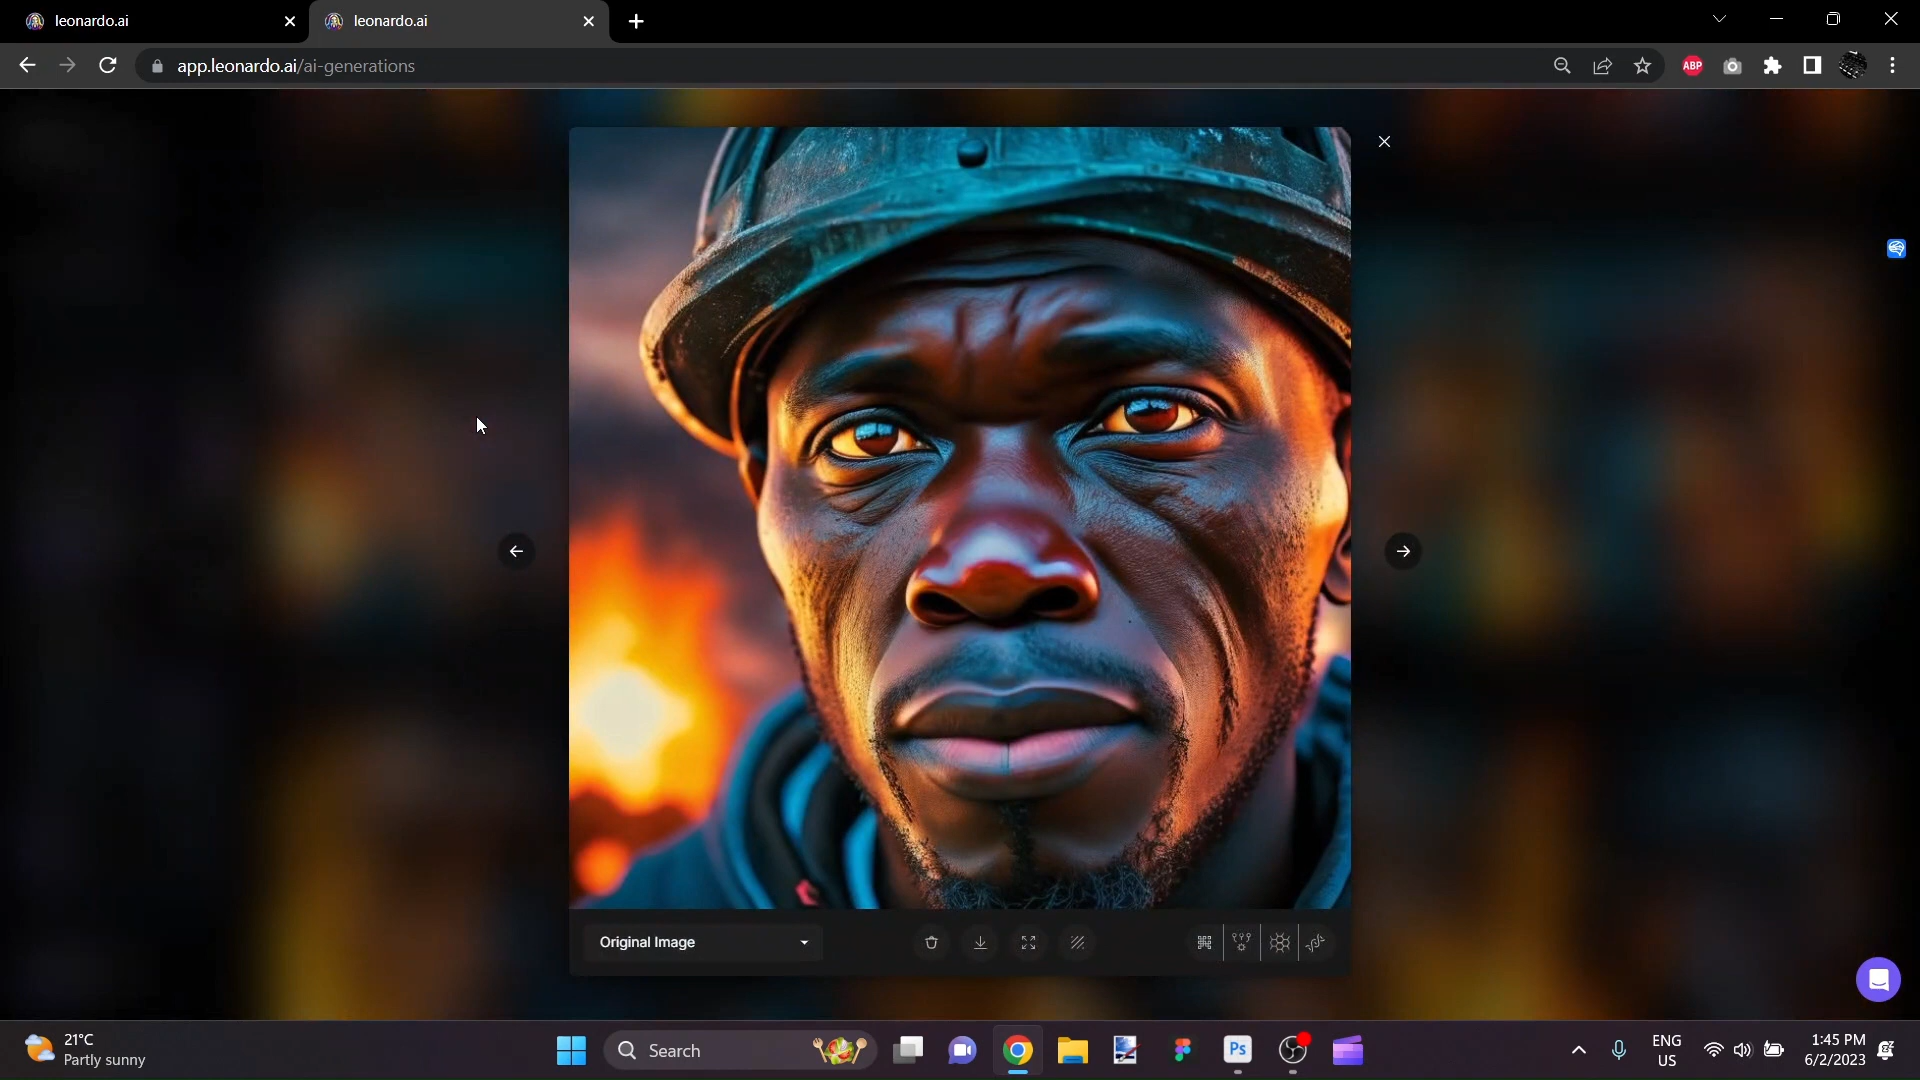 leonardo.ai
leonardo.ai
app.leonardo.ai/ai-generations
ABP
Original Image
21°C
Partly sunny
Search
Ps
ENG
US
1:45 PM
6/2/2023